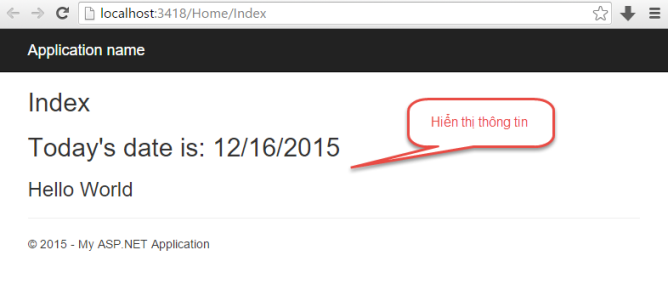 localhost:3418/Home/Index
Application name
Index
Hiển thị thông tin
Today's date is: 12/16/2015
Hello World
© 2015 - My ASP.NET Application